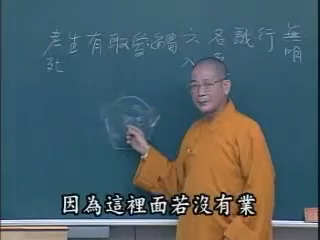 無明 行 識 名 六入 觸 愛 取 有 生 老死
因為這裡面若沒有業